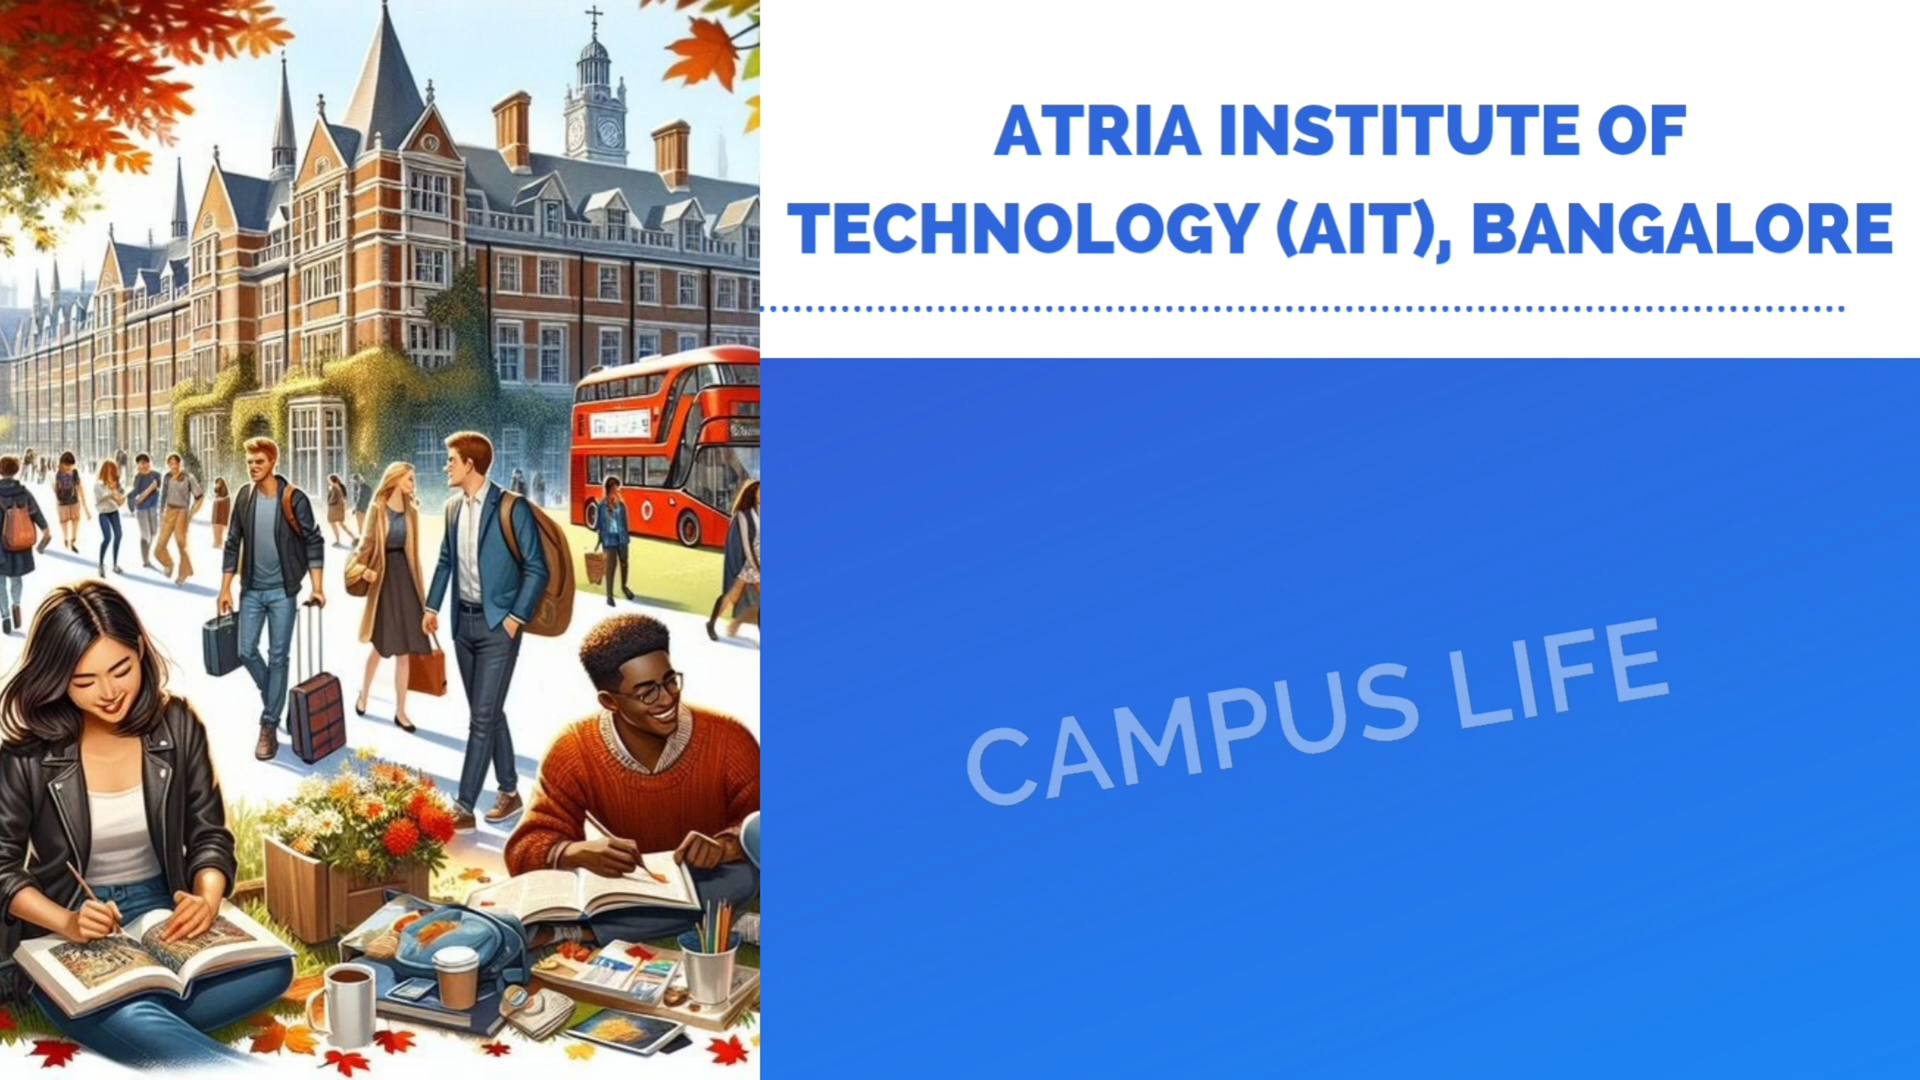 ATRIA INSTITUTE OF
TECHNOLOGY (AIT), BANGALORE
CAMPUS LIFE